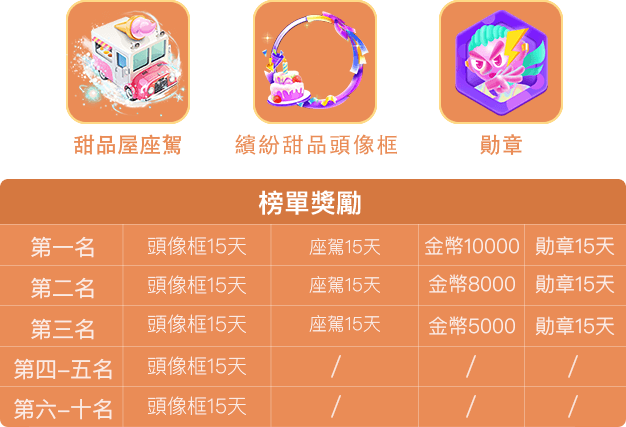 甜品屋座駕 繽紛甜品頭像框 勛章
榜單獎勵
第一名 頭像框15天 座駕15天 金幣10000 勛章15天
第二名 頭像框15天 座駕15天 金幣8000 勛章15天
第三名 頭像框15天 座駕15天 金幣5000 勛章15天
第四-五名 頭像框15天 / / /
第六-十名 頭像框15天 / / /